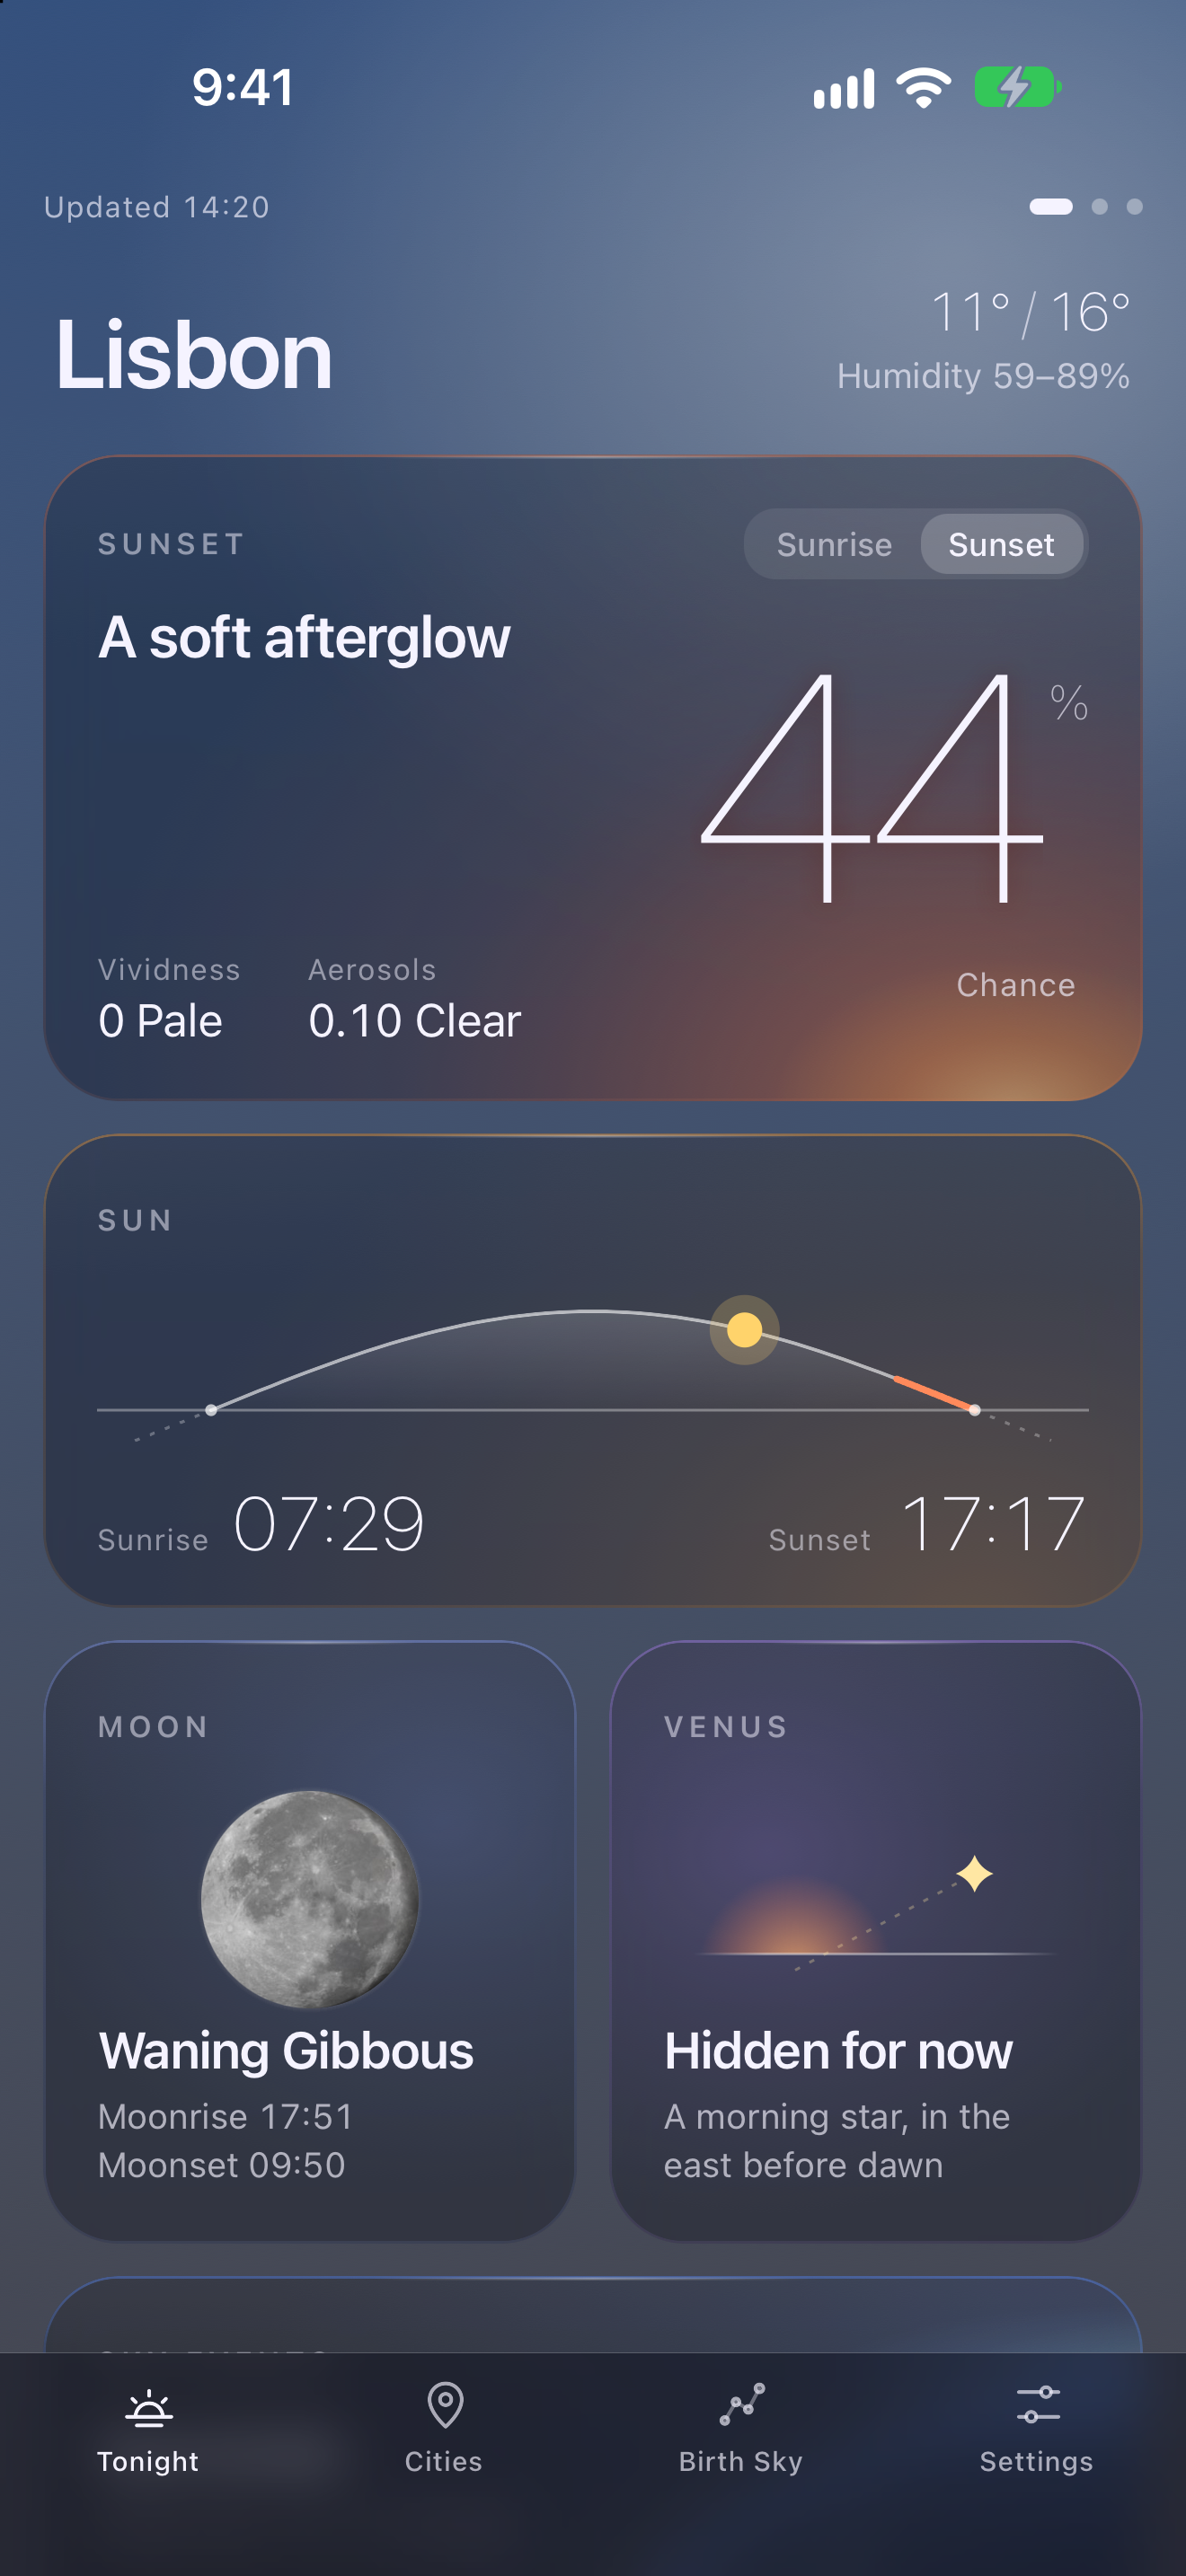 9:41
Updated 14:20
Lisbon
11° / 16°
Humidity 59–89%
SUNSET
Sunrise
Sunset
A soft afterglow
44 %
Chance
Vividness
0 Pale
Aerosols
0.10 Clear
SUN
Sunrise 07:29
Sunset 17:17
MOON
Waning Gibbous
Moonrise 17:51
Moonset 09:50
VENUS
Hidden for now
A morning star, in the
east before dawn
Tonight
Cities
Birth Sky
Settings